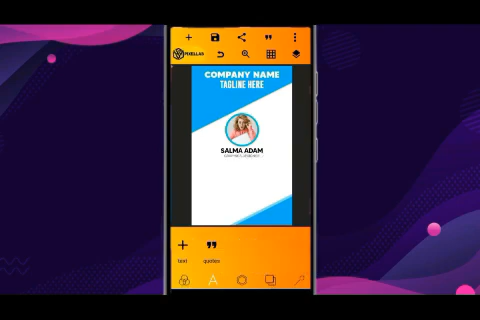 PIXELLAB
COMPANY NAME
TAGLINE HERE
SALMA ADAM
text
quotes
A